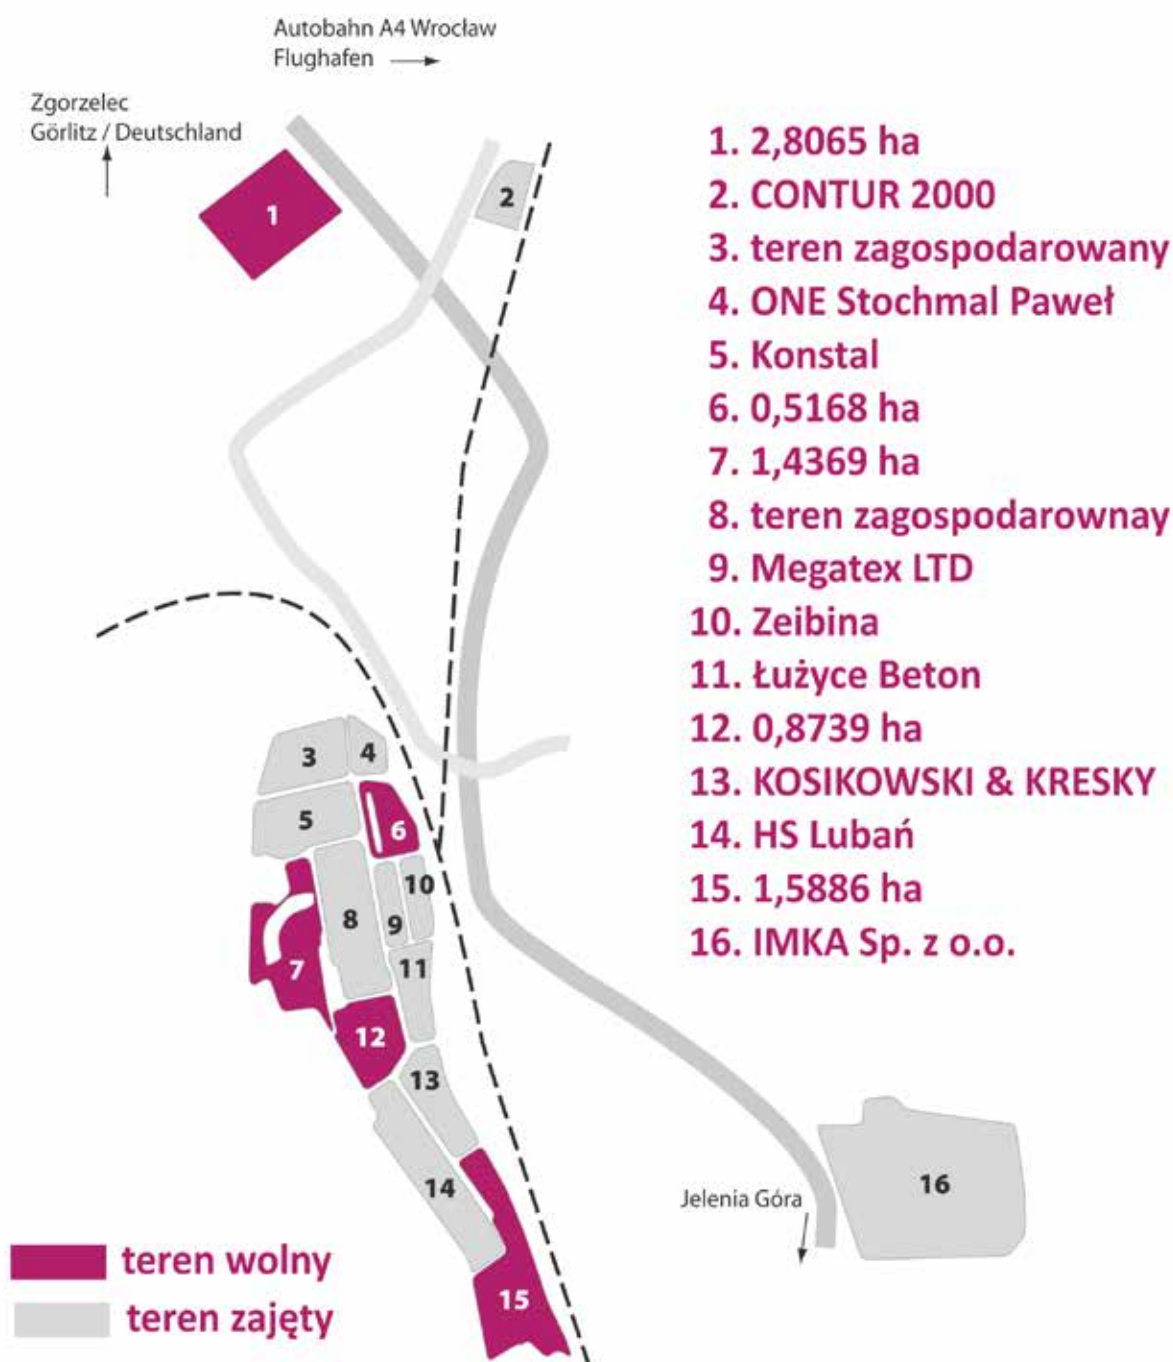 Autobahn A4 Wrocław
Flughafen
Zgorzelec
Görlitz / Deutschland
1. 2,8065 ha
2. CONTUR 2000
3. teren zagospodarowany
4. ONE Stochmal Paweł
5. Konstal
6. 0,5168 ha
7. 1,4369 ha
8. teren zagospodarownay
9. Megatex LTD
10. Zeibina
11. Łużyce Beton
12. 0,8739 ha
13. KOSIKOWSKI & KRESKY
14. HS Lubań
15. 1,5886 ha
16. IMKA Sp. z o.o.
1
2
3
4
5
6
10
8
9
7
11
12
13
14
15
16
Jelenia Góra
teren wolny
teren zajęty